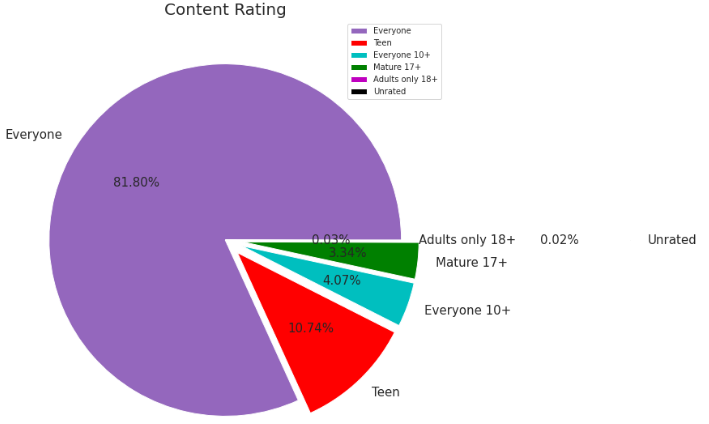 Content Rating
Everyone
Teen
Everyone 10+
Mature 17+
Adults only 18+
Unrated
Everyone
81.80%
0.03%
Adults only 18+
0.02%
Unrated
3.34%
Mature 17+
4.07%
Everyone 10+
10.74%
Teen